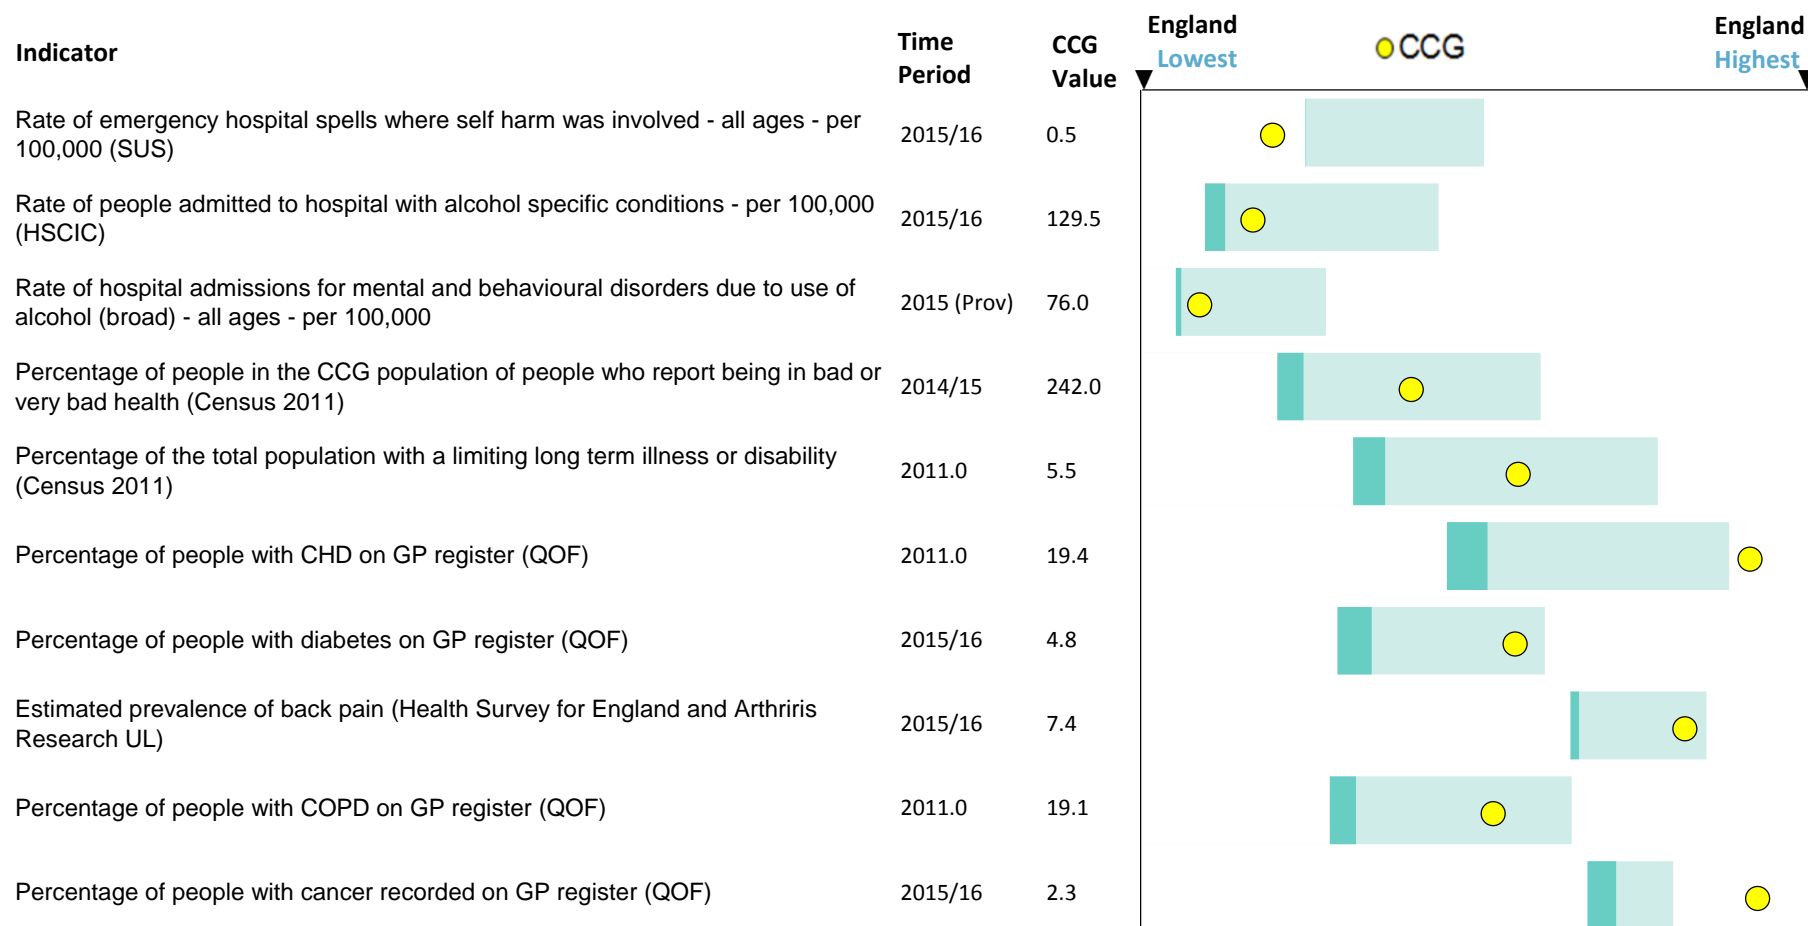 Indicator
Time
Period
CCG
Value
England
Lowest
CCG
England
Highest
Rate of emergency hospital spells where self harm was involved - all ages - per
100,000 (SUS)
2015/16
0.5
Rate of people admitted to hospital with alcohol specific conditions - per 100,000
(HSCIC)
2015/16
129.5
Rate of hospital admissions for mental and behavioural disorders due to use of
alcohol (broad) - all ages - per 100,000
2015 (Prov)
76.0
Percentage of people in the CCG population of people who report being in bad or
very bad health (Census 2011)
2014/15
242.0
Percentage of the total population with a limiting long term illness or disability
(Census 2011)
2011.0
5.5
Percentage of people with CHD on GP register (QOF)
2011.0
19.4
Percentage of people with diabetes on GP register (QOF)
2015/16
4.8
Estimated prevalence of back pain (Health Survey for England and Arthriris
Research UL)
2015/16
7.4
Percentage of people with COPD on GP register (QOF)
2011.0
19.1
Percentage of people with cancer recorded on GP register (QOF)
2015/16
2.3